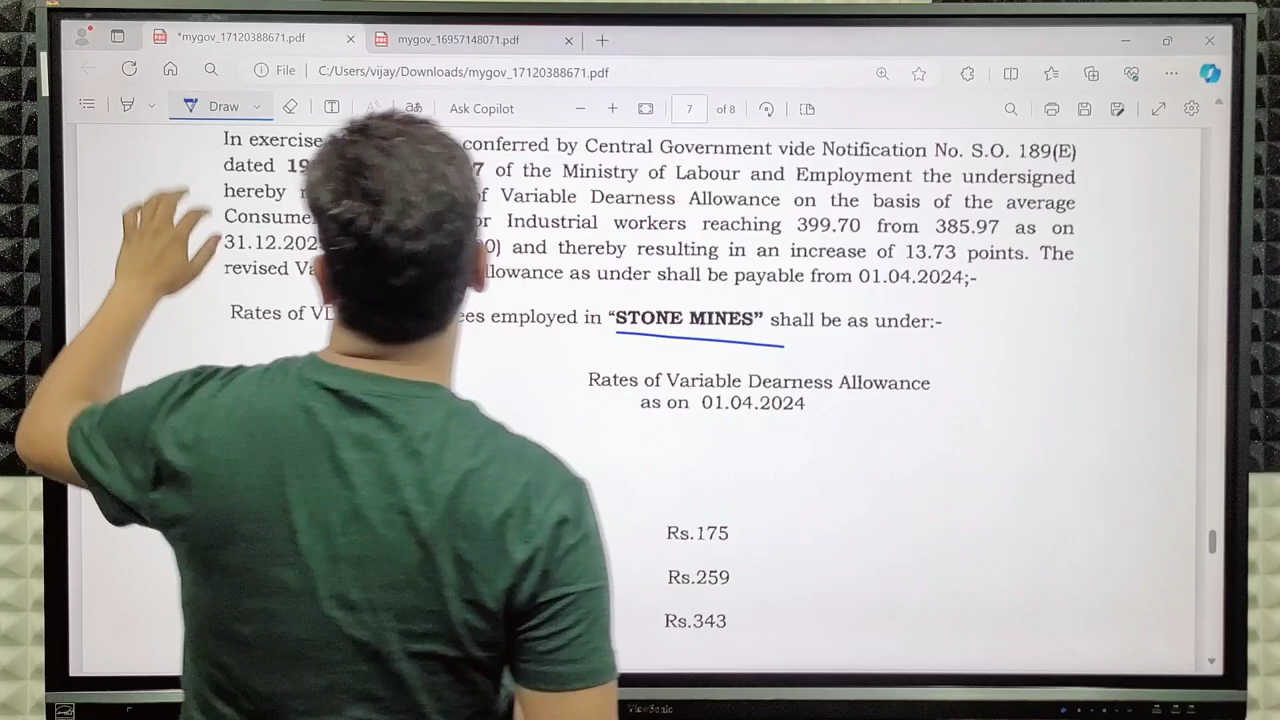 *mygov_17120388671.pdf
mygov_16957148071.pdf
File C:/Users/vijay/Downloads/mygov_17120388671.pdf
Draw aあ Ask Copilot 7 of 8
In exercise conferred by Central Government vide Notification No. S.O. 189(E)
dated of the Ministry of Labour and Employment the undersigned
hereby of Variable Dearness Allowance on the basis of the average
Industrial workers reaching 399.70 from 385.97 as on
and thereby resulting in an increase of 13.73 points. The
revised as under shall be payable from 01.04.2024;-
Rates of employed in “STONE MINES” shall be as under:-
Rates of Variable Dearness Allowance
as on 01.04.2024
Rs.175
Rs.259
Rs.343
ViewSonic